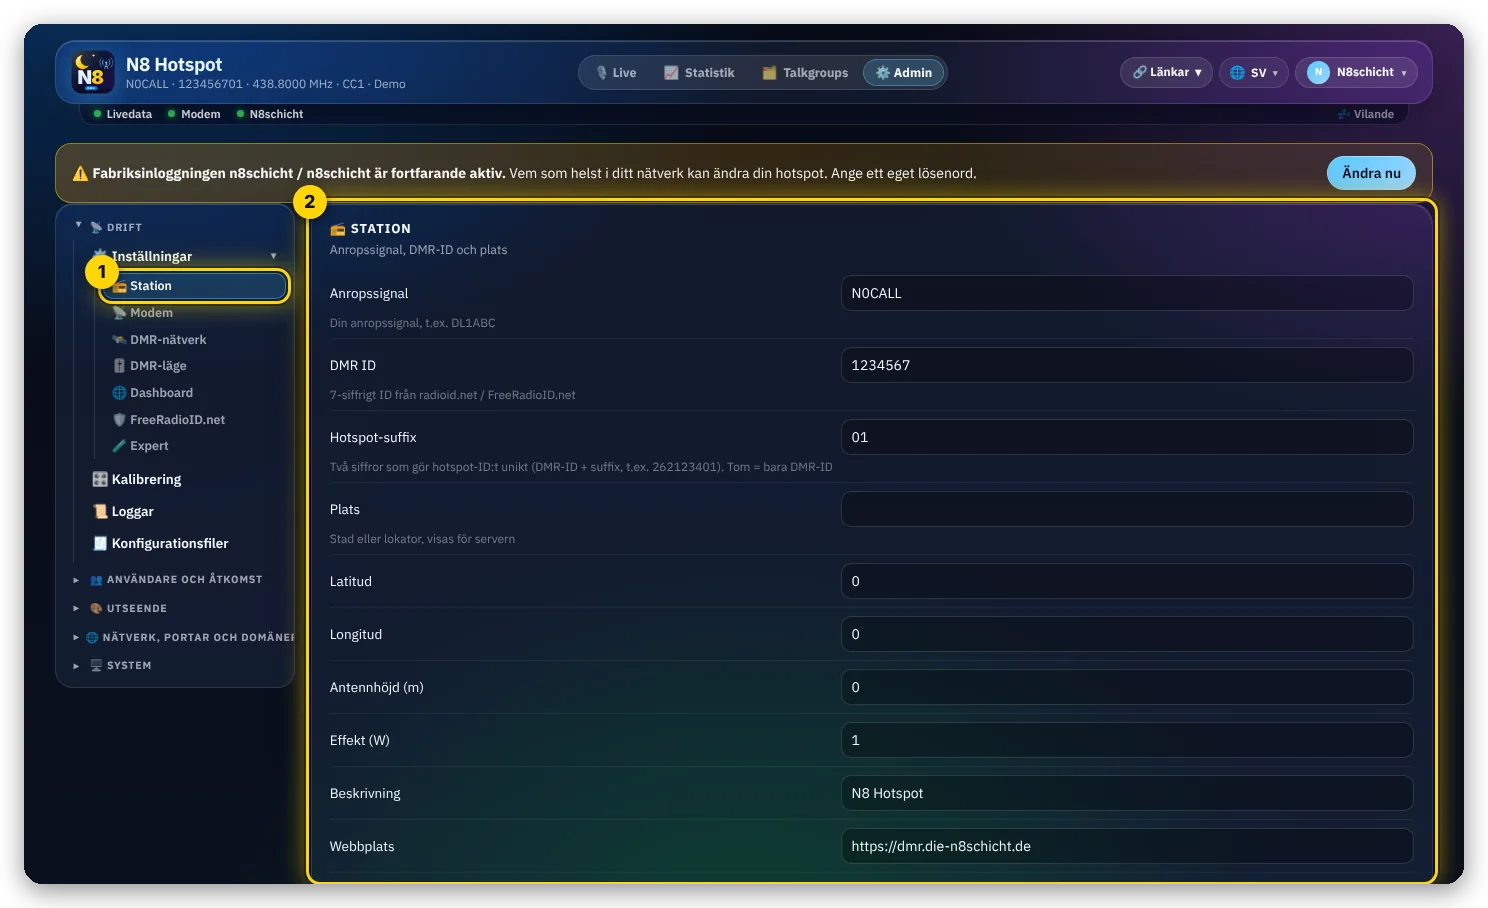 N8 Hotspot
N0CALL · 123456701 · 438.8000 MHz · CC1 · Demo
Live
Statistik
Talkgroups
Admin
Länkar ▾
SV ▾
N N8schicht ▾
Livedata
Modem
N8schicht
Vilande
Fabriksinloggningen n8schicht / n8schicht är fortfarande aktiv. Vem som helst i ditt nätverk kan ändra din hotspot. Ange ett eget lösenord.
Ändra nu
DRIFT
Inställningar
1
Station
Modem
DMR-nätverk
DMR-läge
Dashboard
FreeRadioID.net
Expert
Kalibrering
Loggar
Konfigurationsfiler
ANVÄNDARE OCH ÅTKOMST
UTSEENDE
NÄTVERK, PORTAR OCH DOMÄNER
SYSTEM
2
STATION
Anropssignal, DMR-ID och plats
Anropssignal
N0CALL
Din anropssignal, t.ex. DL1ABC
DMR ID
1234567
7-siffrigt ID från radioid.net / FreeRadioID.net
Hotspot-suffix
01
Två siffror som gör hotspot-ID:t unikt (DMR-ID + suffix, t.ex. 262123401). Tom = bara DMR-ID
Plats
Stad eller lokator, visas för servern
Latitud
0
Longitud
0
Antennhöjd (m)
0
Effekt (W)
1
Beskrivning
N8 Hotspot
Webbplats
https://dmr.die-n8schicht.de